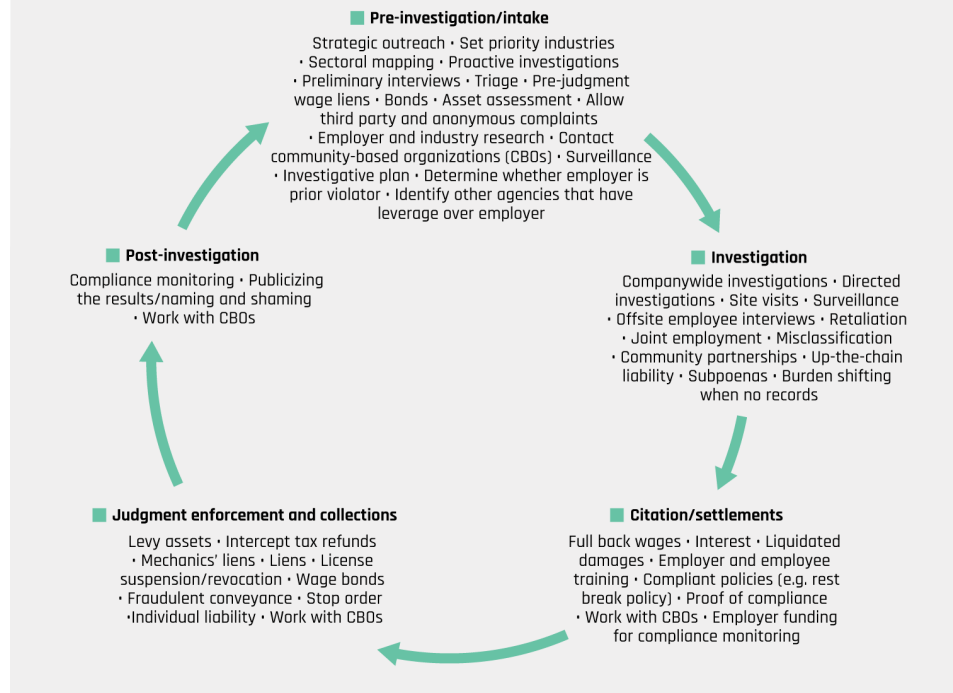 Pre-investigation/intake
Strategic outreach • Set priority industries
• Sectoral mapping • Proactive investigations
• Preliminary interviews • Triage • Pre-judgment
wage liens • Bonds • Asset assessment • Allow
third party and anonymous complaints
• Employer and industry research • Contact
community-based organizations (CBOs) • Surveillance
• Investigative plan • Determine whether employer is
prior violator • Identify other agencies that have
leverage over employer
Investigation
Companywide investigations • Directed
investigations • Site visits • Surveillance
• Offsite employee interviews • Retaliation
• Joint employment • Misclassification
• Community partnerships • Up-the-chain
liability • Subpoenas • Burden shifting
when no records
Citation/settlements
Full back wages • Interest • Liquidated
damages • Employer and employee
training • Compliant policies (e.g. rest
break policy) • Proof of compliance
• Work with CBOs • Employer funding
for compliance monitoring
Judgment enforcement and collections
Levy assets • Intercept tax refunds
• Mechanics' liens • Liens • License
suspension/revocation • Wage bonds
• Fraudulent conveyance • Stop order
•Individual liability • Work with CBOs
Post-investigation
Compliance monitoring • Publicizing
the results/naming and shaming
• Work with CBOs